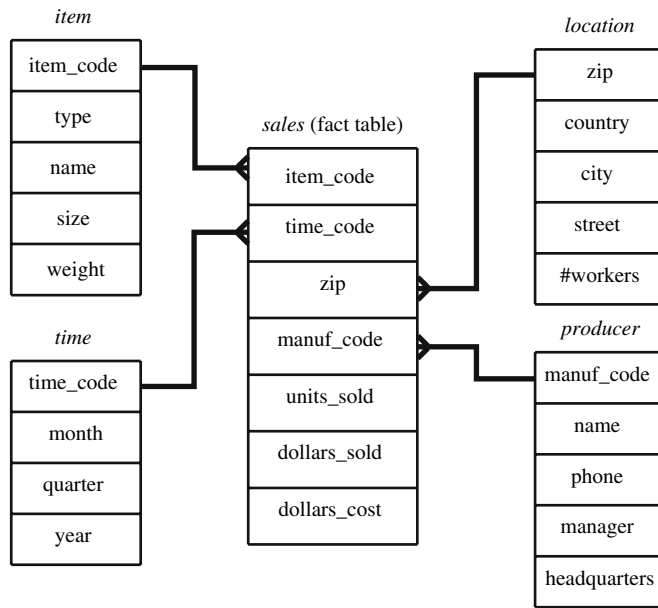 item
item_code
type
name
size
weight
time
time_code
month
quarter
year
sales (fact table)
item_code
time_code
zip
manuf_code
units_sold
dollars_sold
dollars_cost
location
zip
country
city
street
#workers
producer
manuf_code
name
phone
manager
headquarters